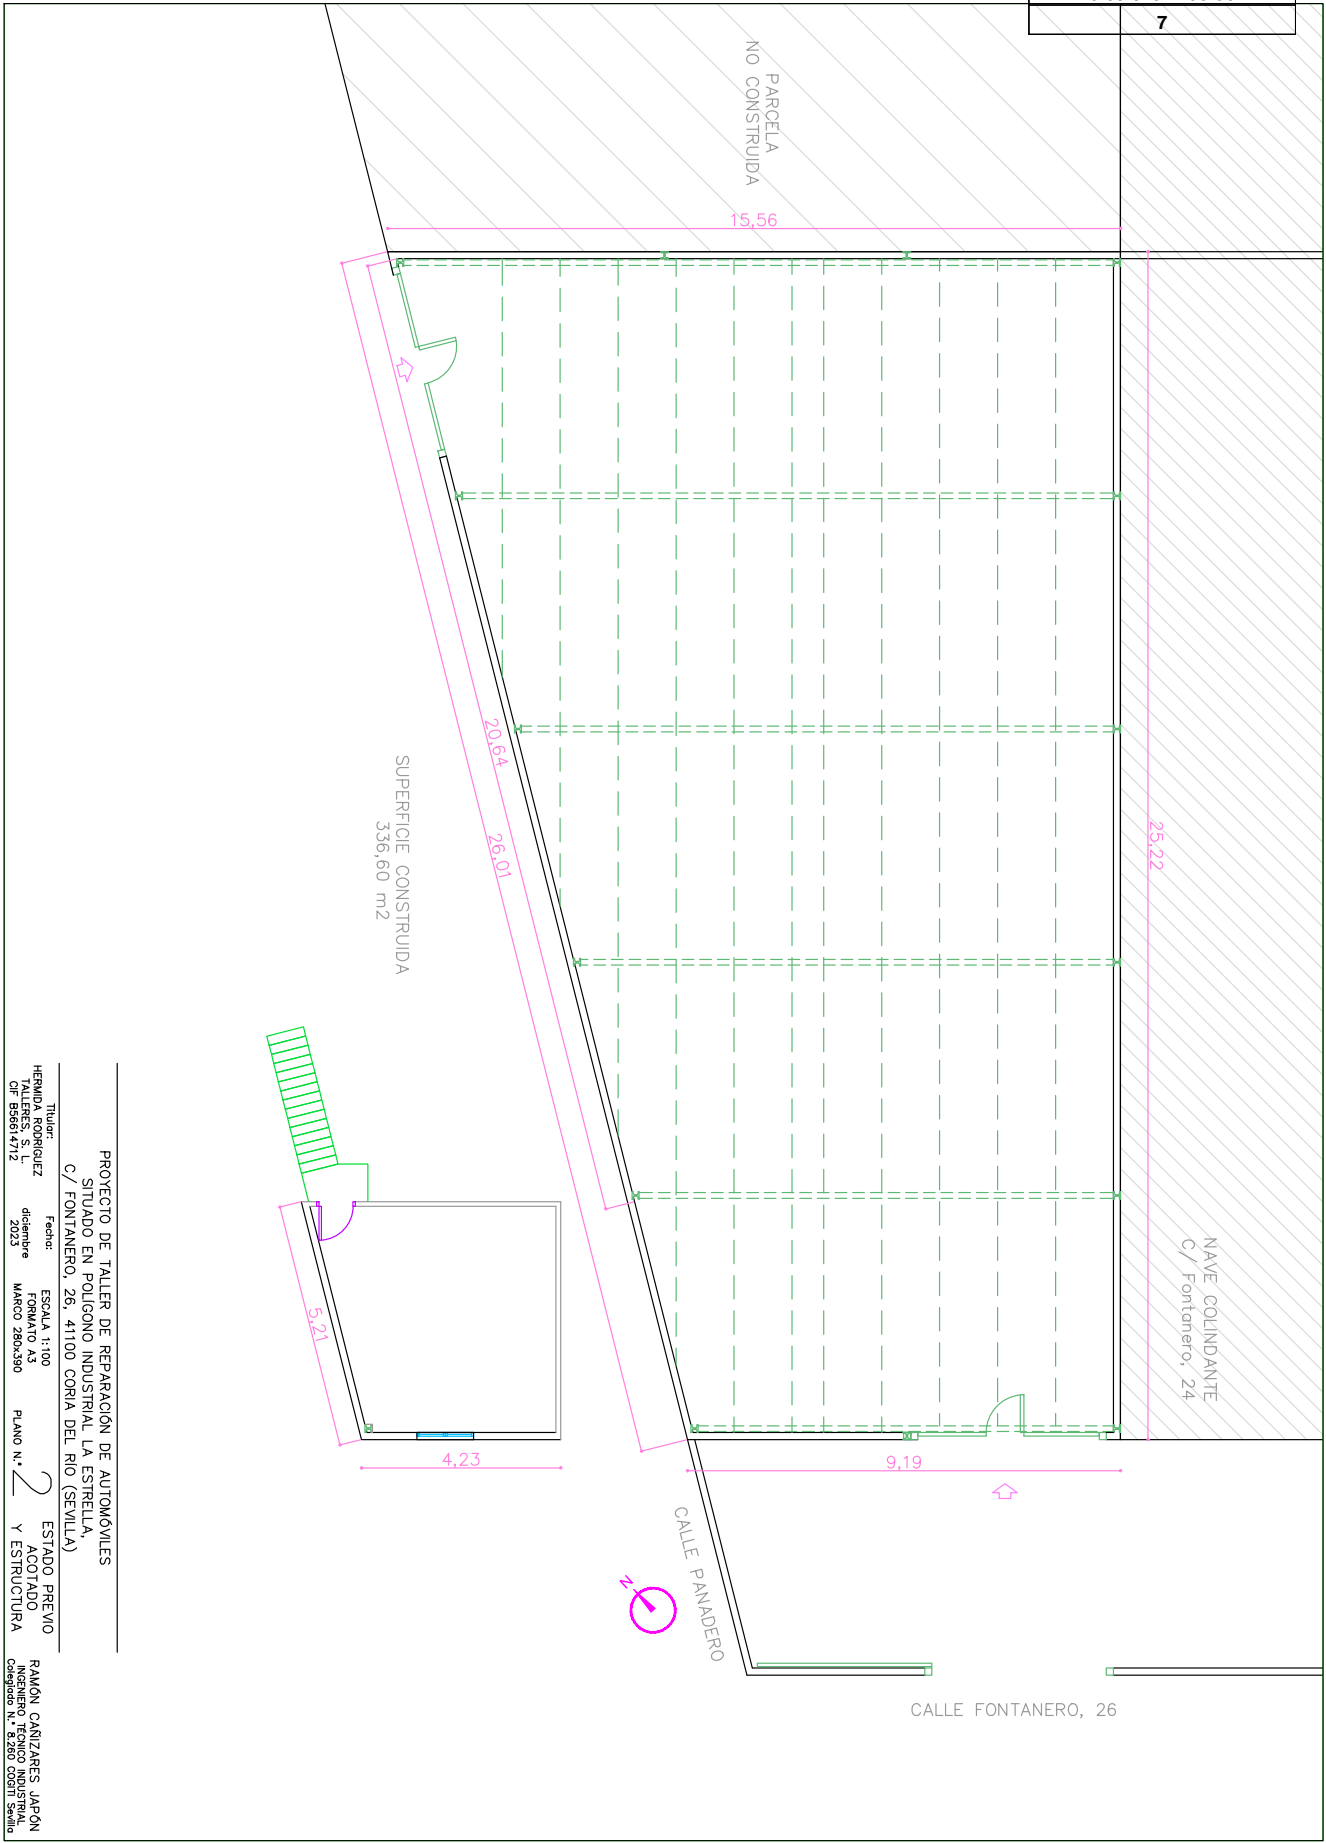 7
PARCELA
NO CONSTRUIDA
15,56
25,22
20,64
26,01
SUPERFICIE CONSTRUIDA
336,60 m2
NAVE COLINDANTE
C/ Fontanero, 24
5,21
4,23
9,19
CALLE PANADERO
N
CALLE FONTANERO, 26
PROYECTO DE TALLER DE REPARACIÓN DE AUTOMÓVILES
SITUADO EN POLÍGONO INDUSTRIAL LA ESTRELLA,
C/ FONTANERO, 26, 41100 CORIA DEL RÍO (SEVILLA)
Titular:
HERMIDA RODRÍGUEZ
TALLERES, S. L.
CIF B56614712
Fecha:
diciembre
2023
ESCALA 1:100
FORMATO A3
MARCO 280x390
PLANO N.º 2
ESTADO PREVIO
ACOTADO
Y ESTRUCTURA
RAMÓN CAÑIZARES JAPÓN
INGENIERO TÉCNICO INDUSTRIAL
Colegiado N.º 8.260 COGITI Sevilla